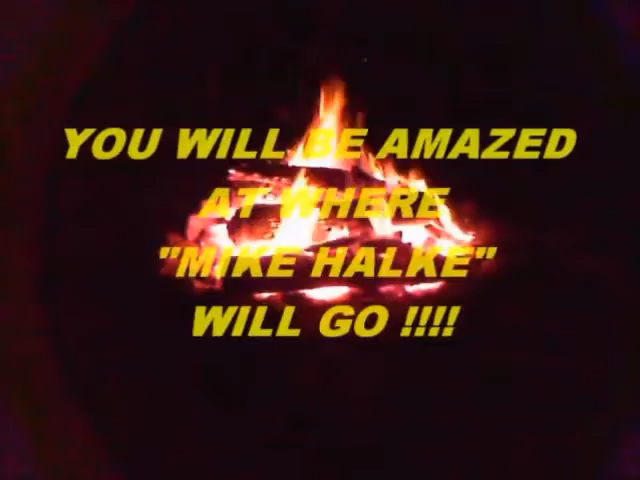 YOU WILL BE AMAZED
AT WHERE
"MIKE HALKE"
WILL GO !!!!